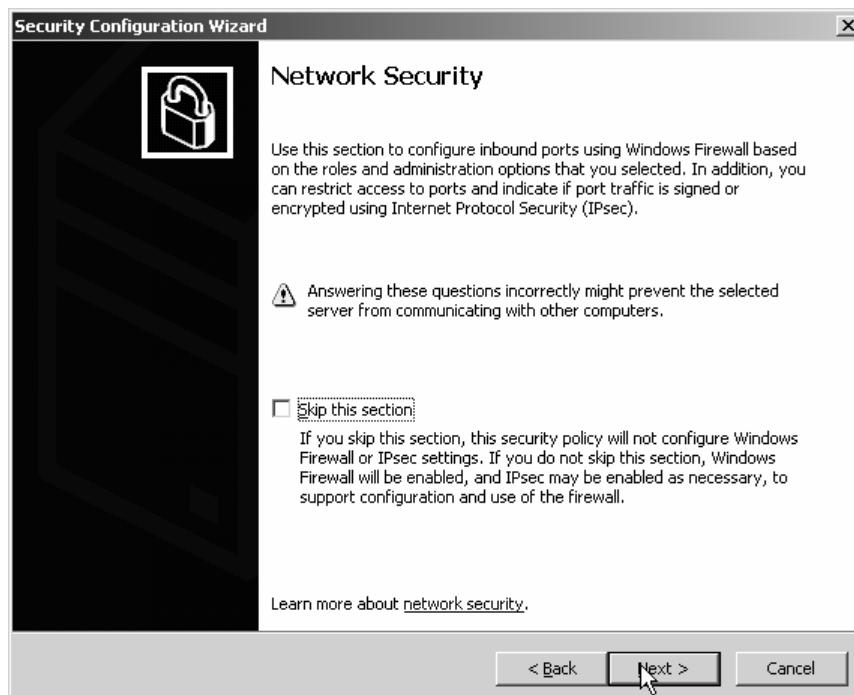 Security Configuration Wizard
Network Security
Use this section to configure inbound ports using Windows Firewall based
on the roles and administration options that you selected. In addition, you
can restrict access to ports and indicate if port traffic is signed or
encrypted using Internet Protocol Security (IPsec).
Answering these questions incorrectly might prevent the selected
server from communicating with other computers.
Skip this section
If you skip this section, this security policy will not configure Windows
Firewall or IPsec settings. If you do not skip this section, Windows
Firewall will be enabled, and IPsec may be enabled as necessary, to
support configuration and use of the firewall.
Learn more about network security.
< Back Next > Cancel